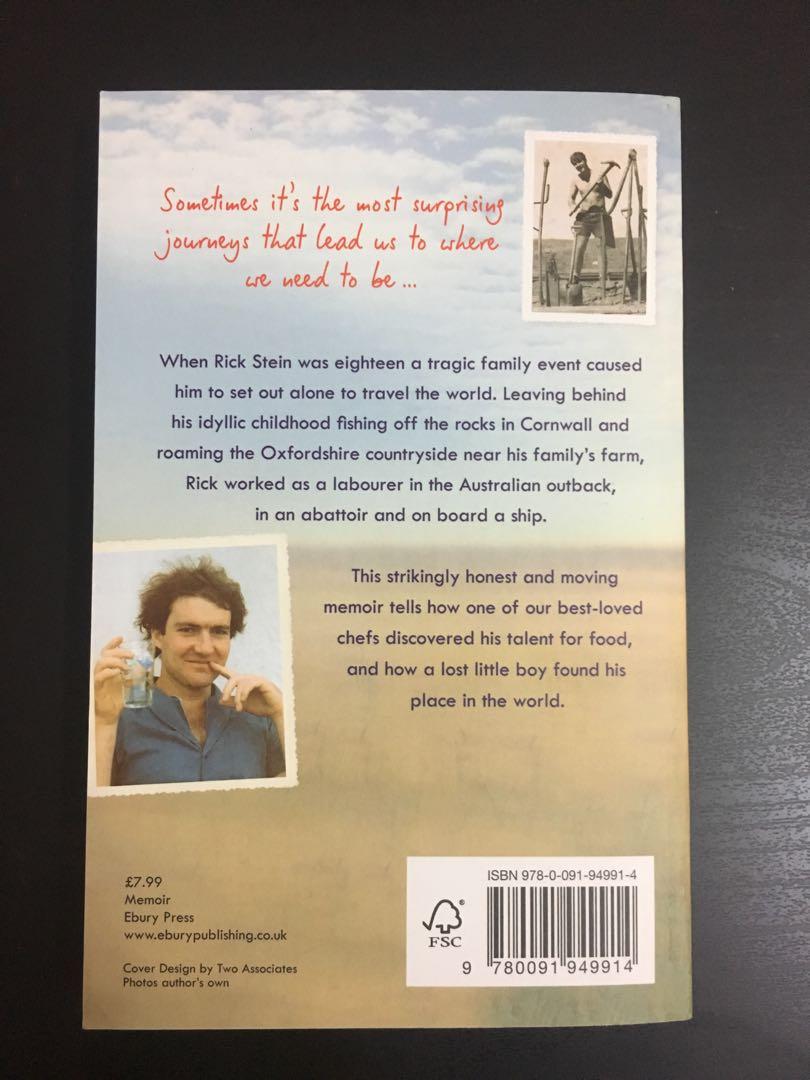 Sometimes it's the most surprising
journeys that lead us to where
we need to be ...
When Rick Stein was eighteen a tragic family event caused
him to set out alone to travel the world. Leaving behind
his idyllic childhood fishing off the rocks in Cornwall and
roaming the Oxfordshire countryside near his family's farm,
Rick worked as a labourer in the Australian outback,
in an abattoir and on board a ship.
This strikingly honest and moving
memoir tells how one of our best-loved
chefs discovered his talent for food,
and how a lost little boy found his
place in the world.
£7.99
Memoir
Ebury Press
www.eburypublishing.co.uk
Cover Design by Two Associates
Photos author's own
ISBN 978-0-091-94991-4
FSC
®
9 780091 949914